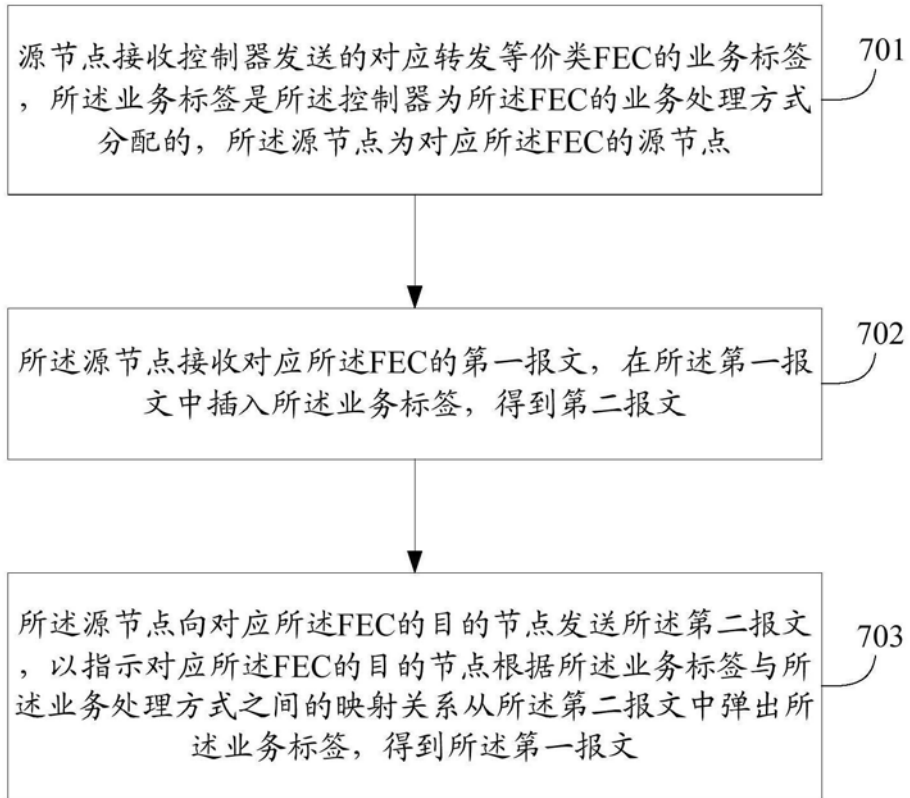 源节点接收控制器发送的对应转发等价类FEC的业务标签
，所述业务标签是所述控制器为所述FEC的业务处理方式
分配的，所述源节点为对应所述FEC的源节点
701
所述源节点接收对应所述FEC的第一报文，在所述第一报
文中插入所述业务标签，得到第二报文
702
所述源节点向对应所述FEC的目的节点发送所述第二报文
，以指示对应所述FEC的目的节点根据所述业务标签与所
述业务处理方式之间的映射关系从所述第二报文中弹出所
述业务标签，得到所述第一报文
703